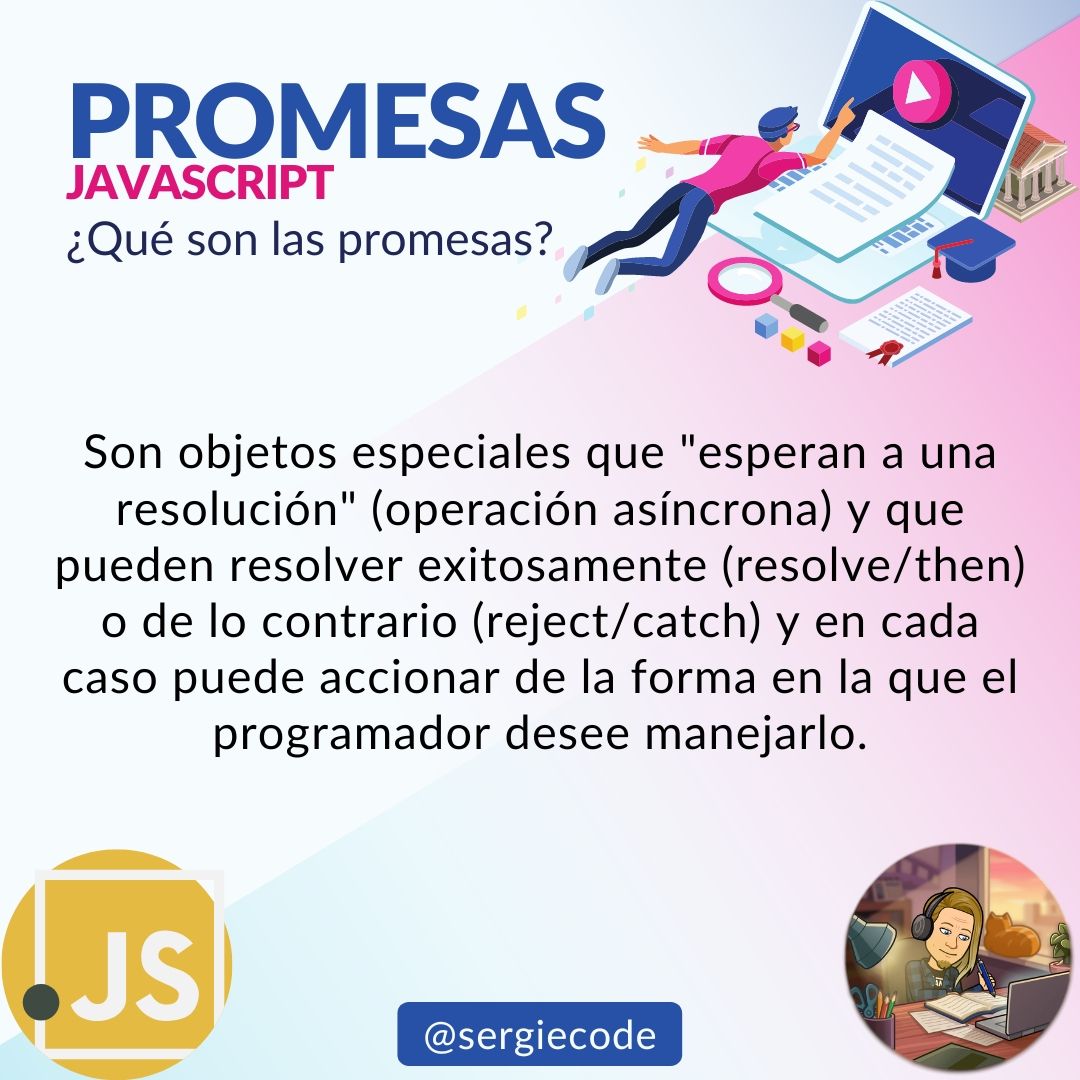 PROMESAS
JAVASCRIPT
¿Qué son las promesas?
Son objetos especiales que "esperan a una
resolución" (operación asíncrona) y que
pueden resolver exitosamente (resolve/then)
o de lo contrario (reject/catch) y en cada
caso puede accionar de la forma en la que el
programador desee manejarlo.
.JS
@sergiecode